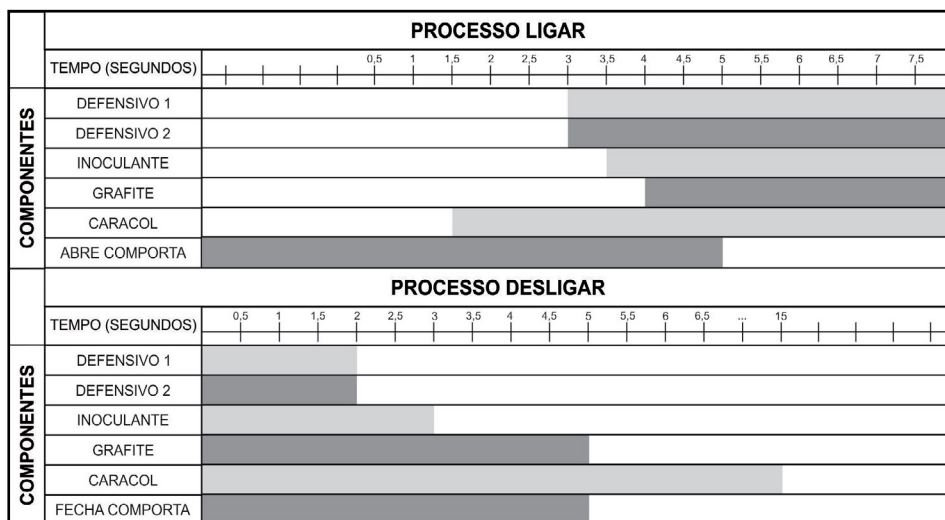 PROCESSO LIGAR
TEMPO (SEGUNDOS) 0,5 1 1,5 2 2,5 3 3,5 4 4,5 5 5,5 6 6,5 7 7,5
COMPONENTES
DEFENSIVO 1
DEFENSIVO 2
INOCULANTE
GRAFITE
CARACOL
ABRE COMPORTA
PROCESSO DESLIGAR
TEMPO (SEGUNDOS) 0,5 1 1,5 2 2,5 3 3,5 4 4,5 5 5,5 6 6,5 ... 15
COMPONENTES
DEFENSIVO 1
DEFENSIVO 2
INOCULANTE
GRAFITE
CARACOL
FECHA COMPORTA